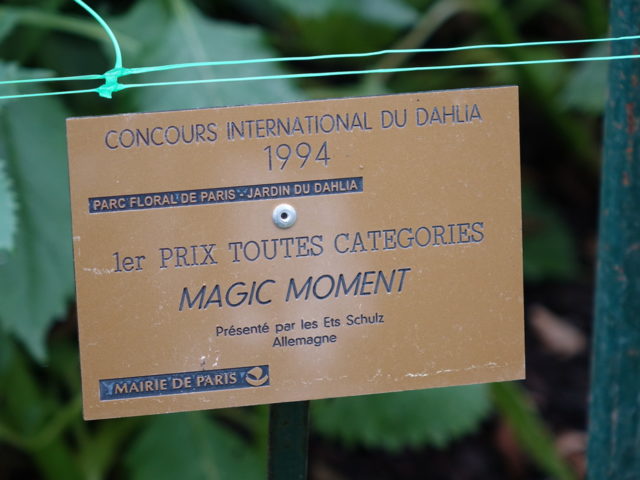 CONCOURS INTERNATIONAL DU DAHLIA
1994
PARC FLORAL DE PARIS - JARDIN DU DAHLIA
1er PRIX TOUTES CATEGORIES
MAGIC MOMENT
Présenté par les Ets Schulz
Allemagne
MAIRIE DE PARIS